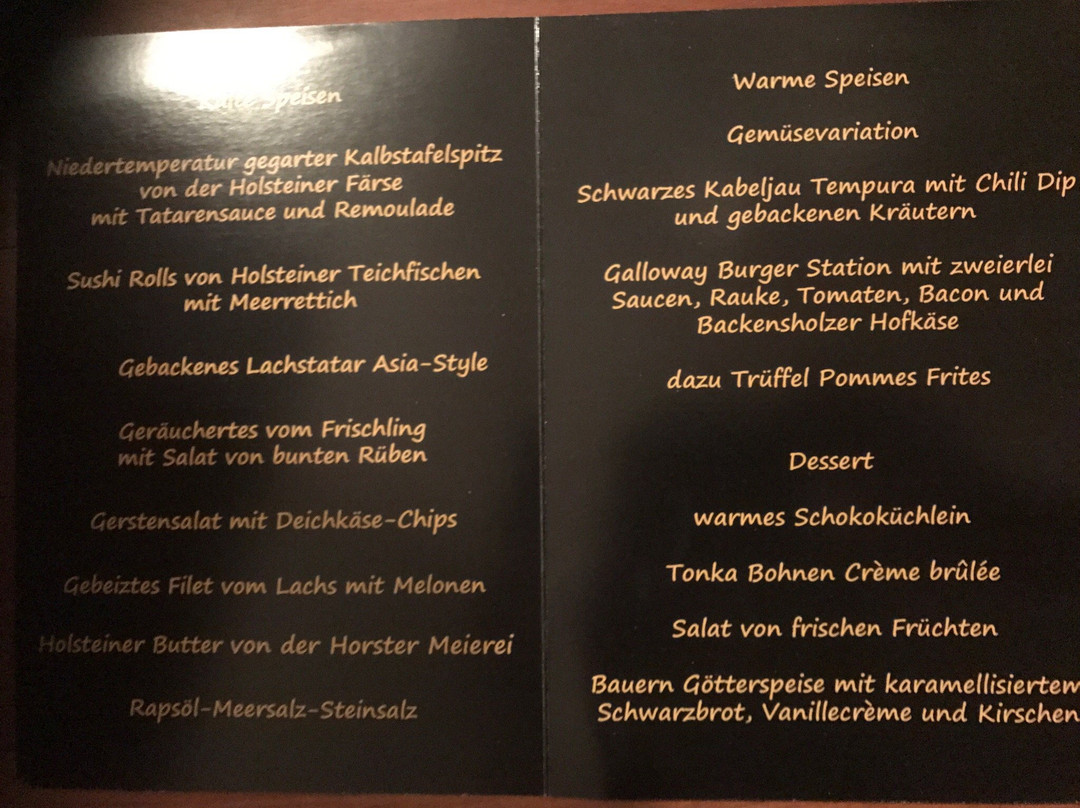 Kalte Speisen
Niedertemperatur gegarter Kalbstafelspitz
von der Holsteiner Färse
mit Tatarensauce und Remoulade
Sushi Rolls von Holsteiner Teichfischen
mit Meerrettich
Gebackenes Lachstatar Asia-Style
Geräuchertes vom Frischling
mit Salat von bunten Rüben
Gerstensalat mit Deichkäse-Chips
Gebeiztes Filet vom Lachs mit Melonen
Holsteiner Butter von der Horster Meierei
Rapsöl-Meersalz-Steinsalz
Warme Speisen
Gemüsevariation
Schwarzes Kabeljau Tempura mit Chili Dip
und gebackenen Kräutern
Galloway Burger Station mit zweierlei
Saucen, Rauke, Tomaten, Bacon und
Backensholzer Hofkäse
dazu Trüffel Pommes Frites
Dessert
warmes Schokoküchlein
Tonka Bohnen Crème brûlée
Salat von frischen Früchten
Bauern Götterspeise mit karamellisiertem
Schwarzbrot, Vanillecrème und Kirschen